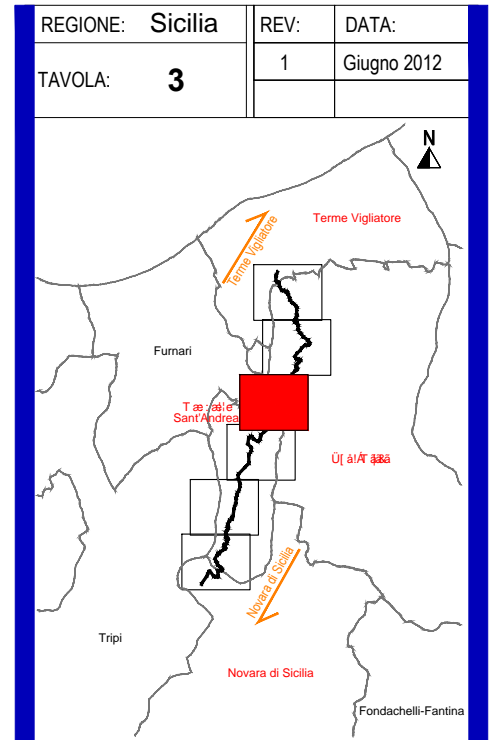 REGIONE: Sicilia
REV:
DATA:
TAVOLA: 3
1
Giugno 2012
N
Terme Vigliatore
Terme Vigliatore
Furnari
Sant'Andrea
Novara di Sicilia
Tripi
Novara di Sicilia
Fondachelli-Fantina